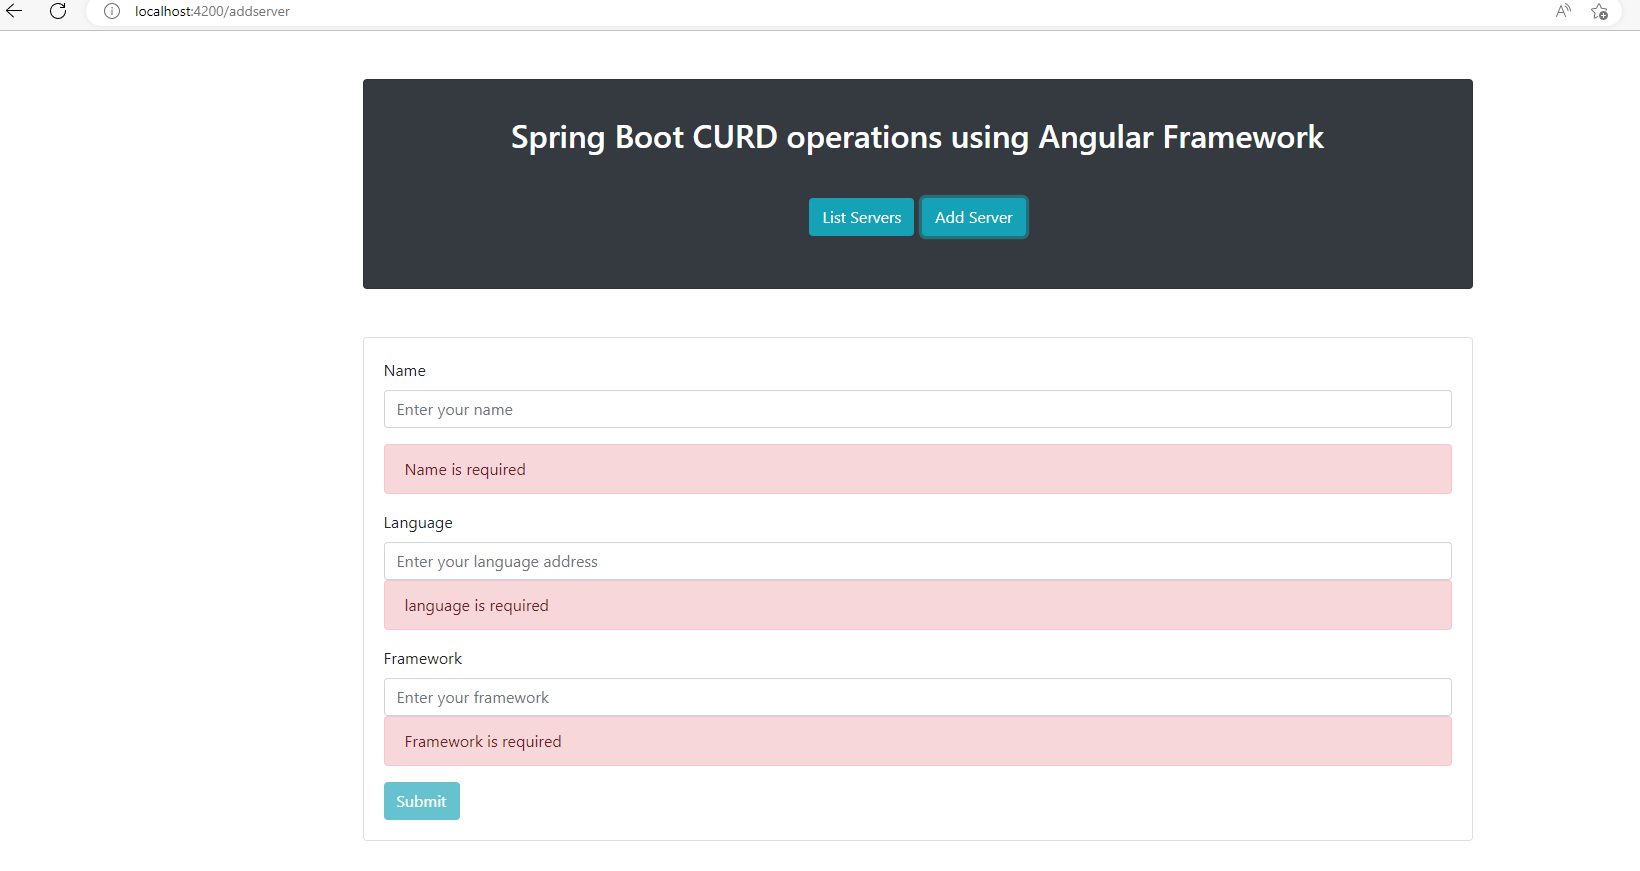 localhost:4200/addserver
Spring Boot CURD operations using Angular Framework
List Servers Add Server
Name
Enter your name
Name is required
Language
Enter your language address
language is required
Framework
Enter your framework
Framework is required
Submit